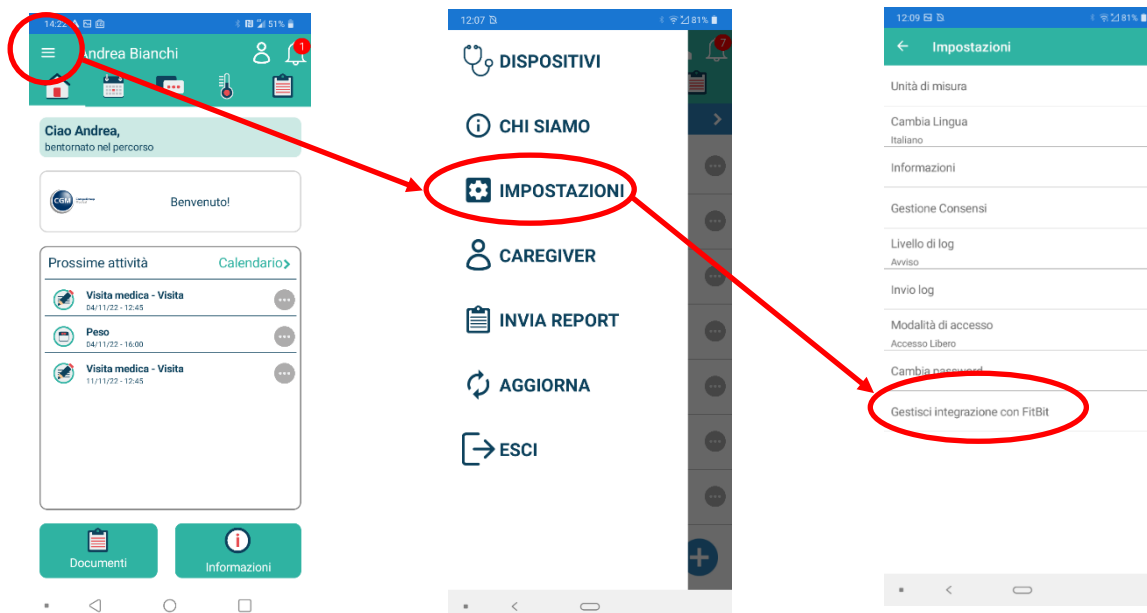 14:22
51%
Andrea Bianchi
1
Ciao Andrea,
bentornato nel percorso
CGM
Benvenuto!
Prossime attività
Calendario>
Visita medica - Visita
04/11/22 - 12:45
Peso
04/11/22 - 16:00
Visita medica - Visita
11/11/22 - 12:45
Documenti
Informazioni
12:07
81%
7
DISPOSITIVI
CHI SIAMO
IMPOSTAZIONI
CAREGIVER
INVIA REPORT
AGGIORNA
ESCI
12:09
81%
Impostazioni
Unità di misura
Cambia Lingua
Italiano
Informazioni
Gestione Consensi
Livello di log
Avviso
Invio log
Modalità di accesso
Accesso Libero
Cambia password
Gestisci integrazione con FitBit